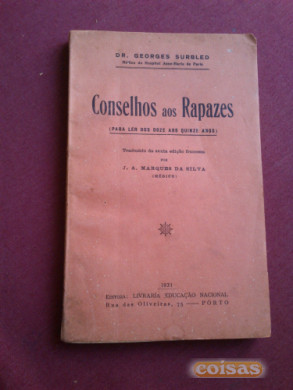 DR. GEORGES SURBLED
Conselhos aos Rapazes
(PARA LER DOS DOZE AOS QUINZE ANOS)
Traduzido da sexta edição francesa
por
J. S. MARQUES DA SILVA
(MÉDICO)
1931
Editora: LIVRARIA EDUCAÇÃO NACIONAL
Rua dos Oliveiras, 75 — PÔRTO
coisas